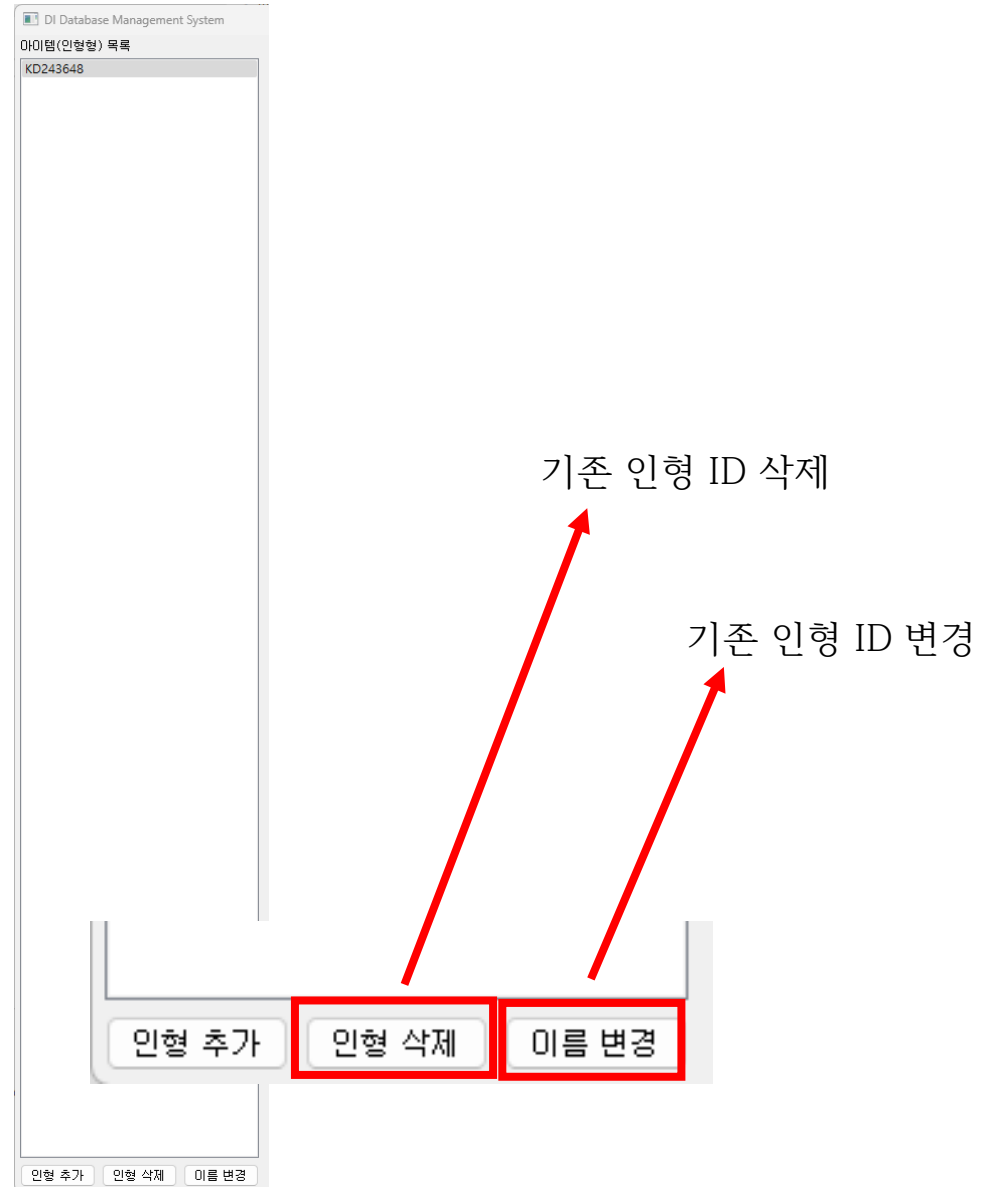 DI Database Management System
아이템(인형형) 목록
KD243648
기존 인형 ID 삭제
기존 인형 ID 변경
인형 추가 인형 삭제 이름 변경
인형 추가 인형 삭제 이름 변경